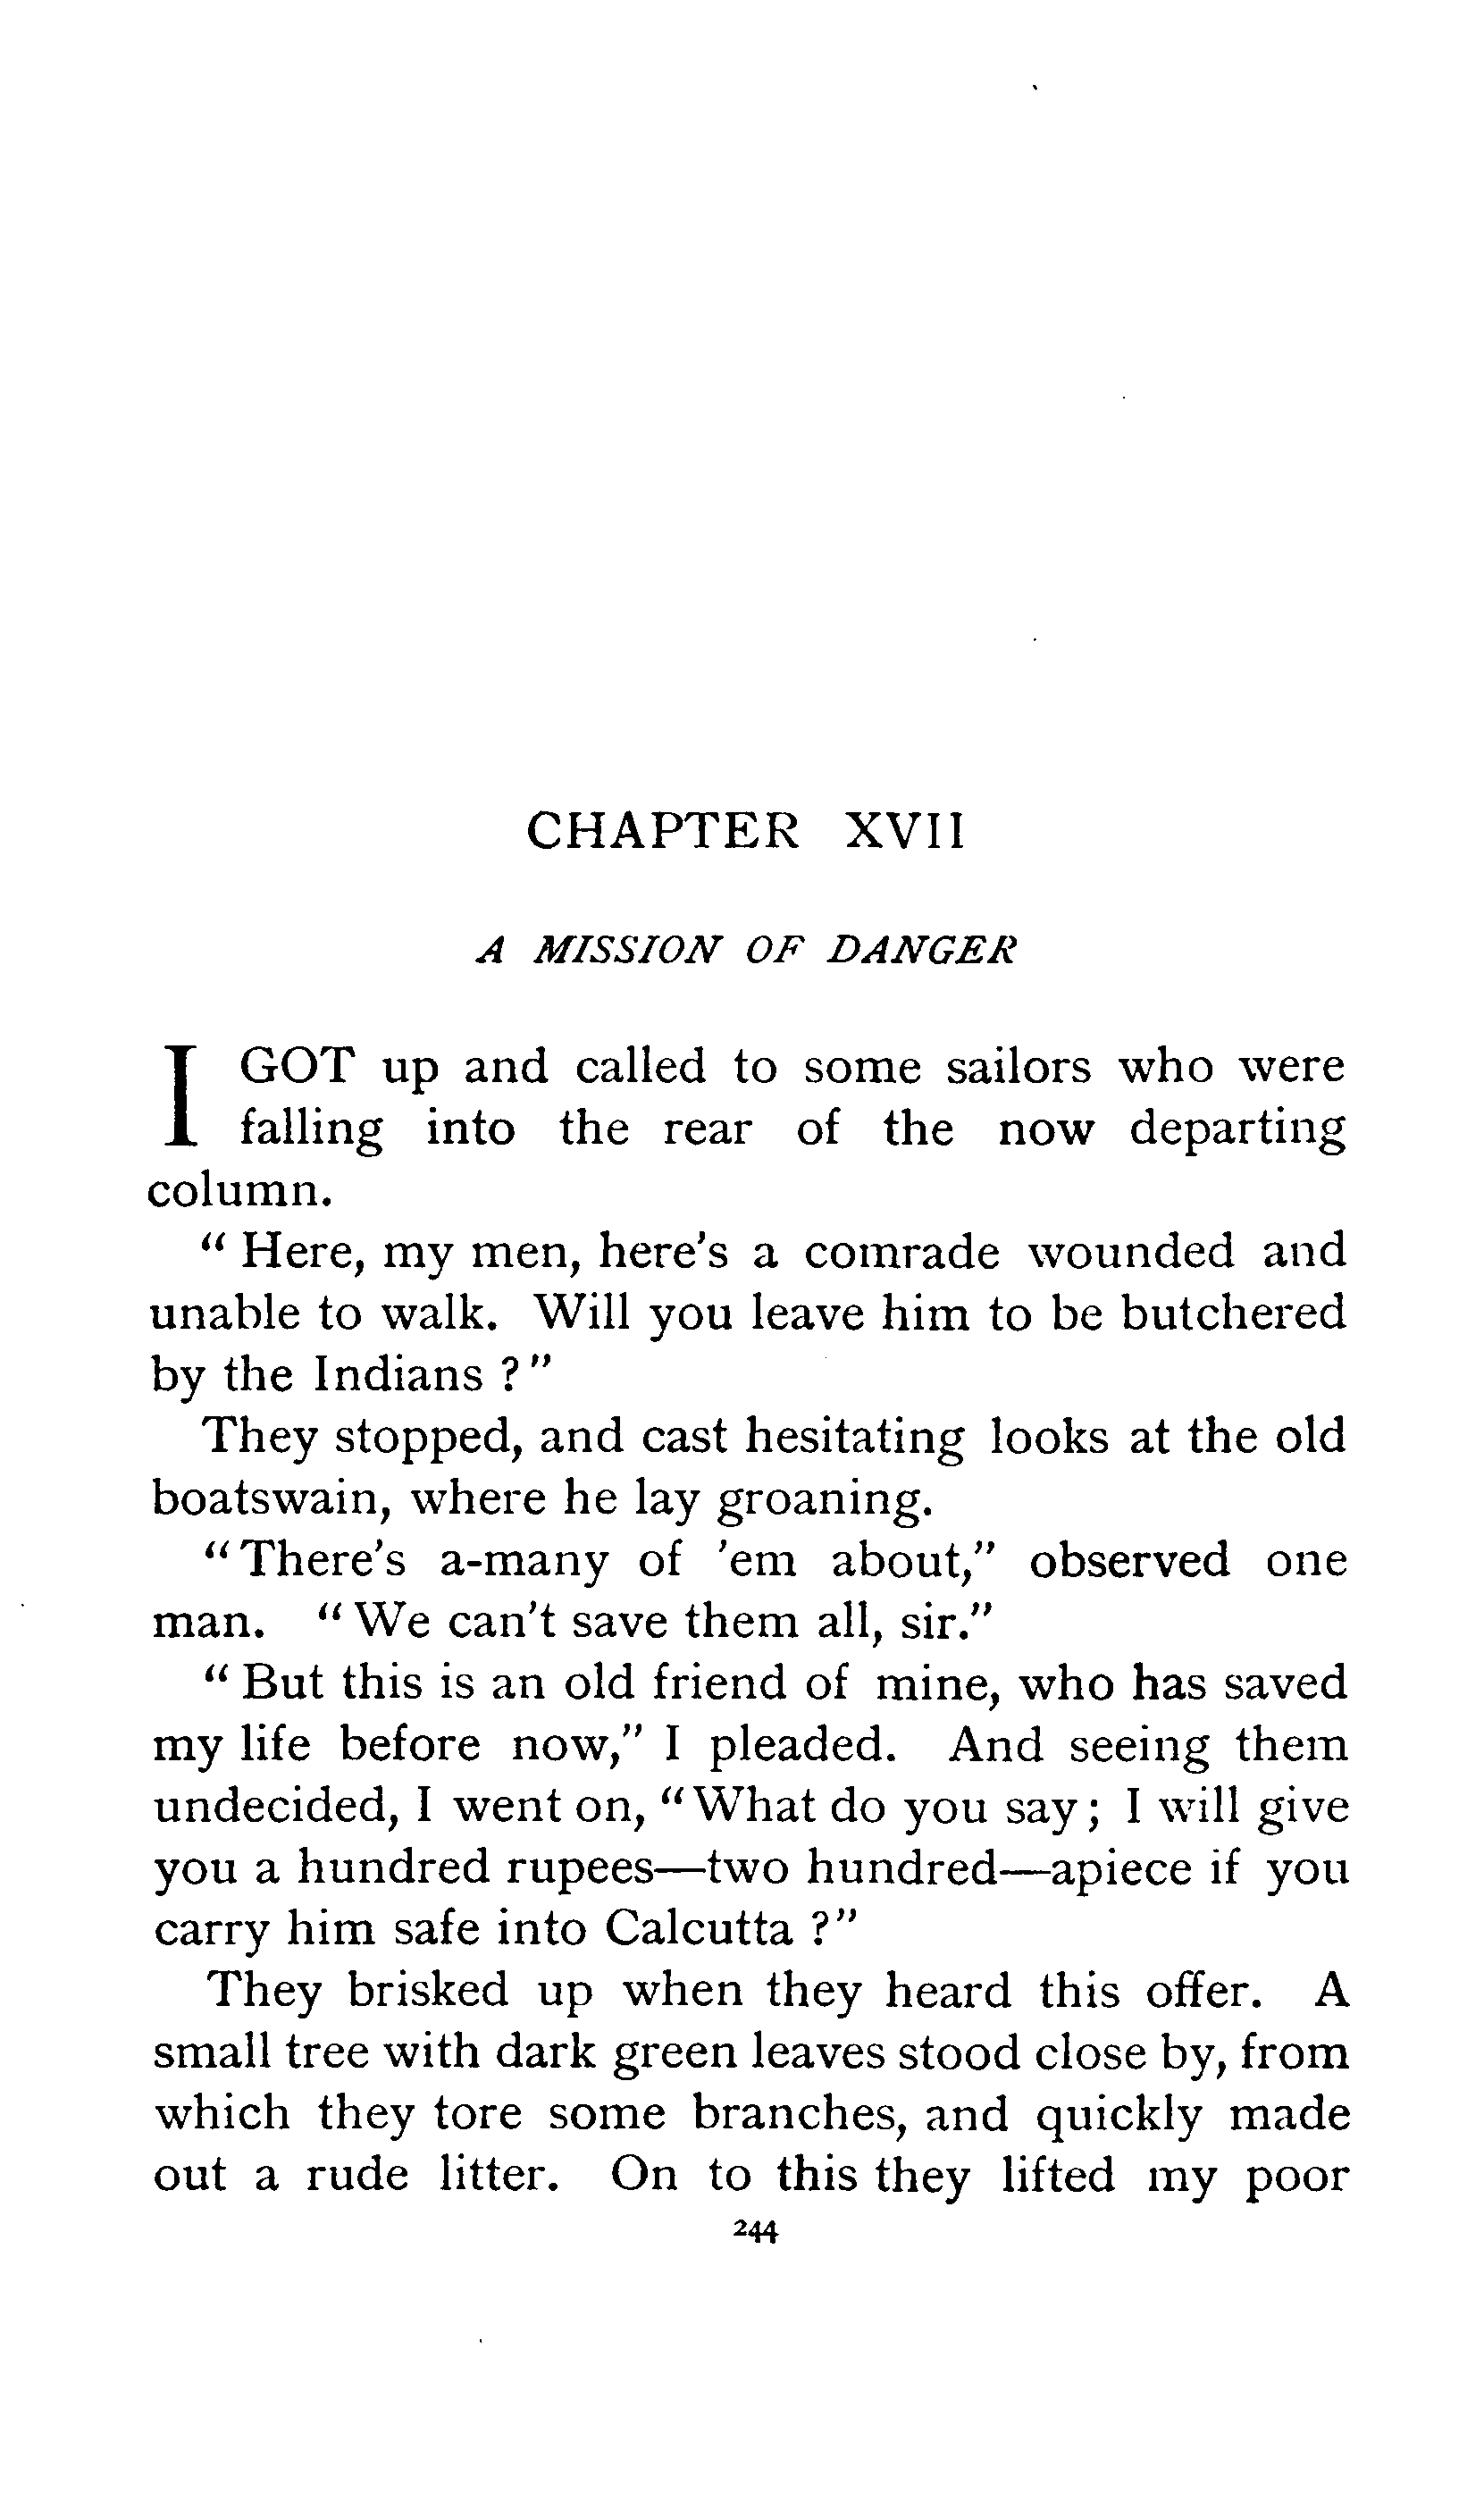 CHAPTER XVII
A MISSION OF DANGER
I GOT up and called to some sailors who were
falling into the rear of the now departing
column.
" Here, my men, here's a comrade wounded and
unable to walk. Will you leave him to be butchered
by the Indians ?"
They stopped, and cast hesitating looks at the old
boatswain, where he lay groaning.
"There's a-many of 'em about," observed one
man. "We can't save them all, sir."
" But this is an old friend of mine, who has saved
my life before now," I pleaded. And seeing them
undecided, I went on, "What do you say; I will give
you a hundred rupees—two hundred—apiece if you
carry him safe into Calcutta ?"
They brisked up when they heard this offer. A
small tree with dark green leaves stood close by, from
which they tore some branches, and quickly made
out a rude litter. On to this they lifted my poor
244